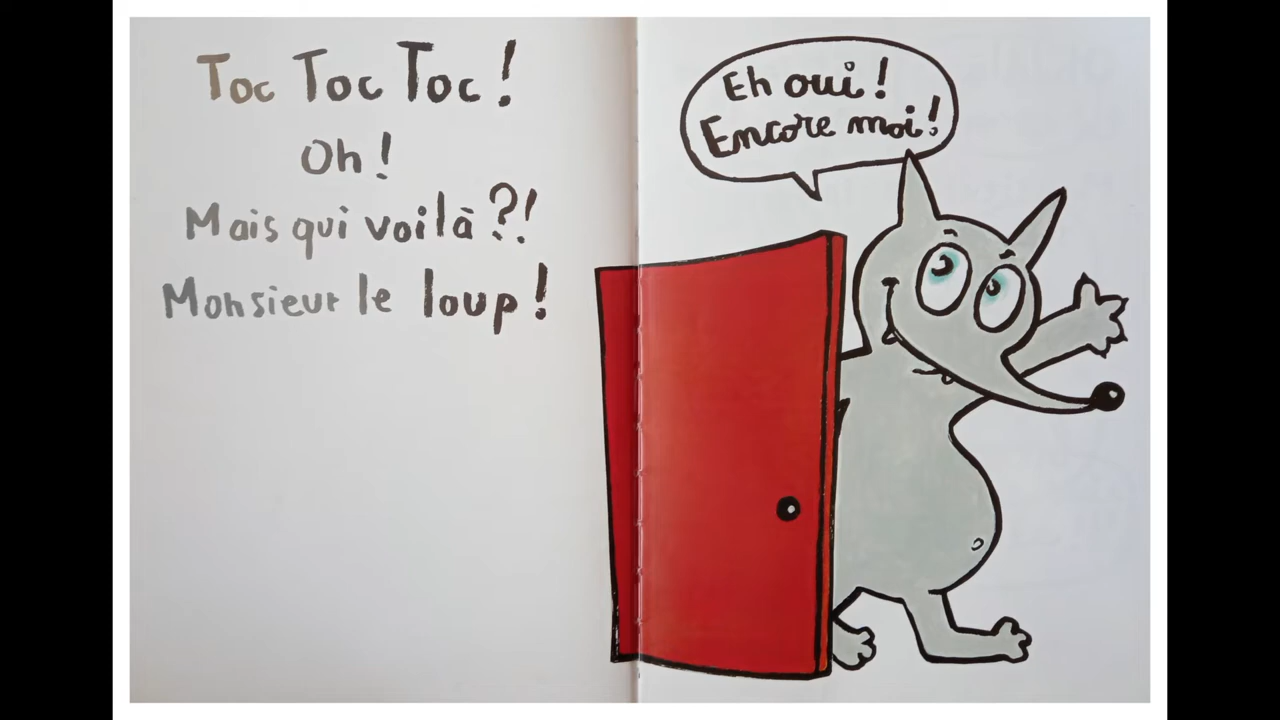 Toc Toc Toc !
Oh !
Mais qui voilà ?!
Monsieur le loup !
Eh oui !
Encore moi !